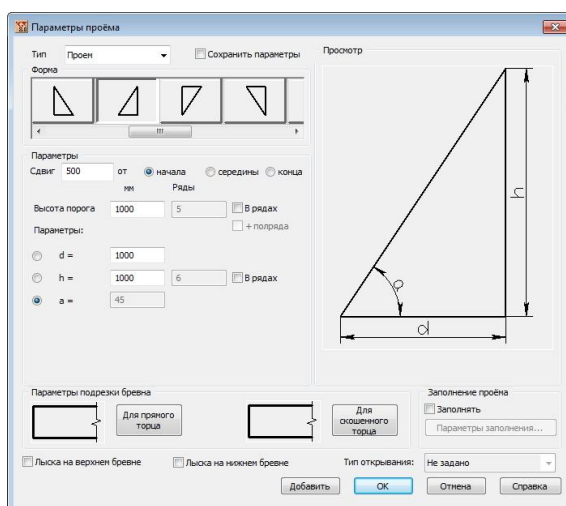 Параметры проёма
Тип Проем Сохранить параметры
Просмотр
Форма
Параметры
Сдвиг 500 от начала середины конца
мм Ряды
Высота порога 1000 5 В рядах
Параметры: + полряда
d = 1000
h = 1000 6 В рядах
a = 45
h
d
Параметры подрезки бревна
Для прямого торца
Для скошенного торца
Заполнение проёма
Заполнять
Параметры заполнения...
Лыска на верхнем бревне Лыска на нижнем бревне Тип открывания: Не задано
Добавить OK Отмена Справка